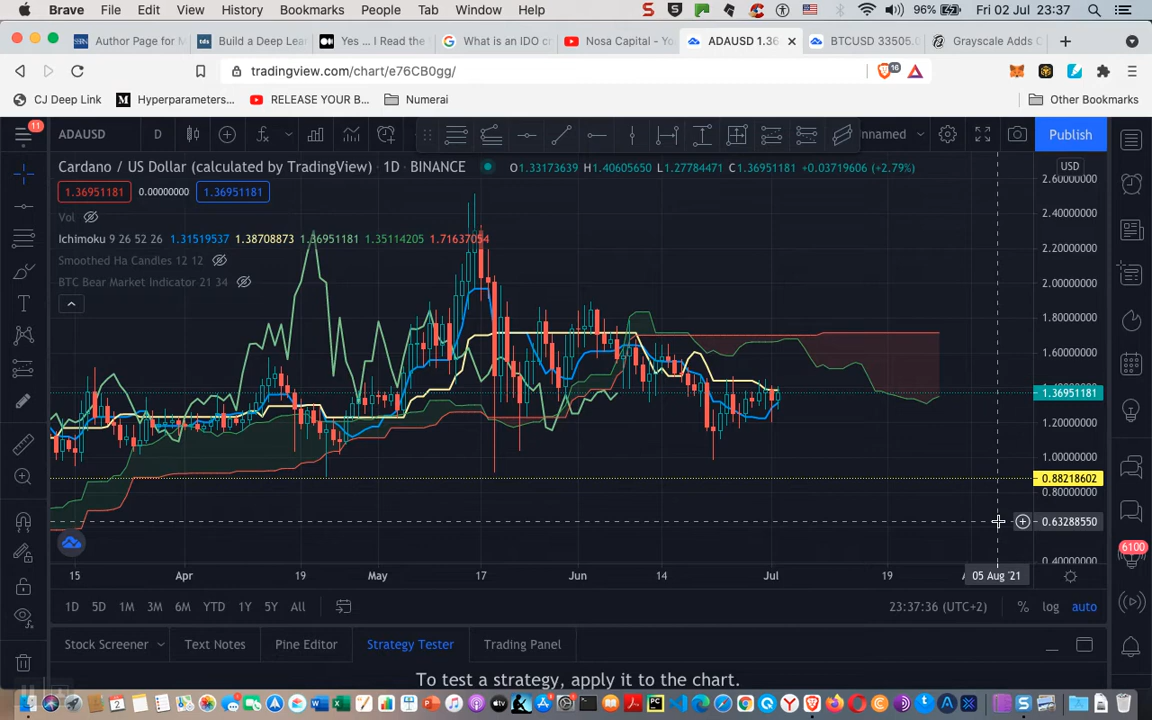 Brave File Edit View History Bookmarks People Tab Window Help 96% Fri 02 Jul 23:37
Author Page for M Build a Deep Lea Yes ... I Read the What is an IDO cr Nosa Capital - Yo ADAUSD 1.36 BTCUSD 33505.0 Grayscale Adds C
tradingview.com/chart/e76CB0gg/ 16
CJ Deep Link Hyperparameters... RELEASE YOUR B... Numerai Other Bookmarks
11 ADAUSD D nnamed Publish
Cardano / US Dollar (calculated by TradingView) 1D BINANCE O1.33173639 H1.40605650 L1.27784471 C1.36951181 +0.03719606 (+2.79%) USD
1.36951181 0.00000000 1.36951181
Vol
Ichimoku 9 26 52 26 1.31519537 1.38708873 1.36951181 1.35114205 1.71637054
Smoothed Ha Candles 12 12
BTC Bear Market Indicator 21 34
2.60000000
2.40000000
2.20000000
2.00000000
1.80000000
1.60000000
1.36951181
1.20000000
1.00000000
0.88218602
0.80000000
0.63288550
6100
0.40000000
15 Apr 19 May 17 Jun 14 Jul 19 05 Aug '21
1D 5D 1M 3M 6M YTD 1Y 5Y All 23:37:36 (UTC+2) % log auto
Stock Screener Text Notes Pine Editor Strategy Tester Trading Panel
To test a strategy, apply it to the chart.